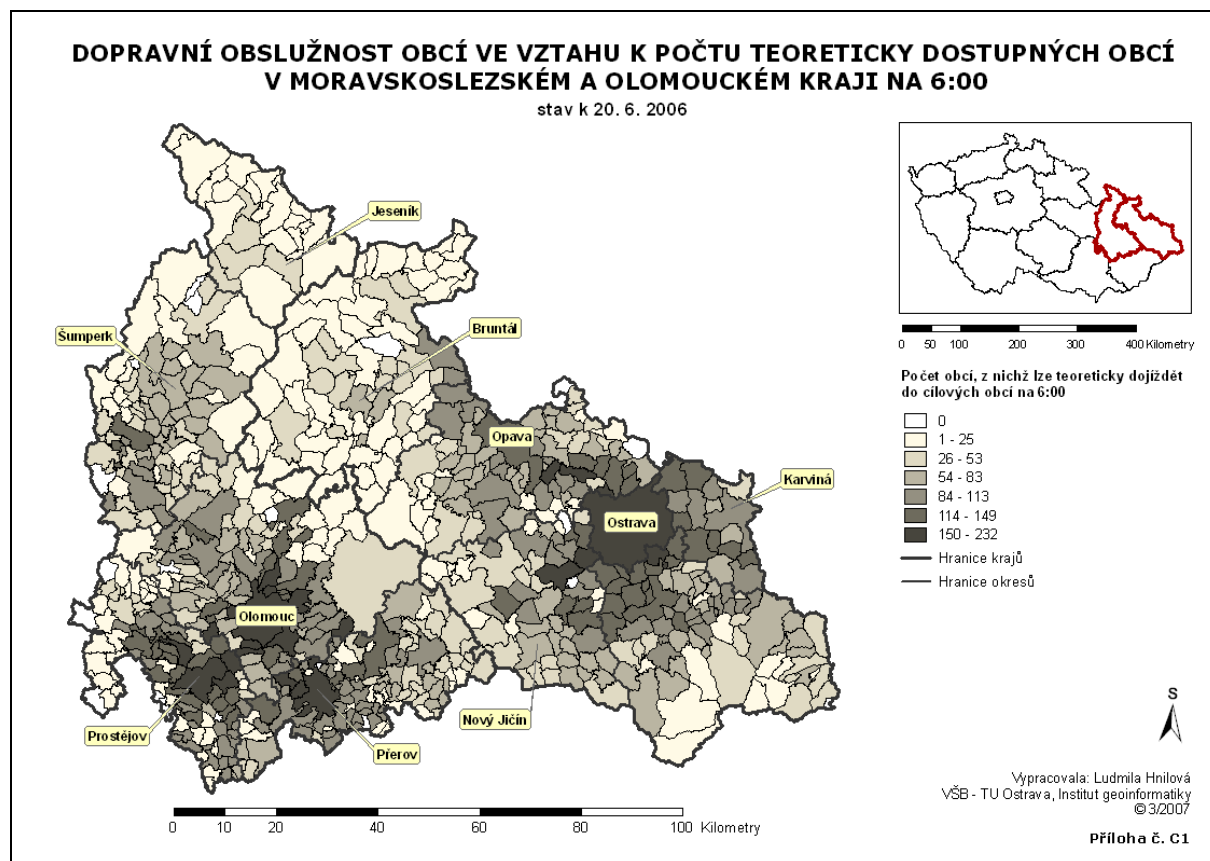 DOPRAVNÍ OBSLUŽNOST OBCÍ VE VZTAHU K POČTU TEORETICKY DOSTUPNÝCH OBCÍ
V MORAVSKOSLEZSKÉM A OLOMOUCKÉM KRAJI NA 6:00
stav k 20. 6. 2006
Jeseník
Šumperk
Bruntál
Opava
Karviná
Ostrava
Olomouc
Prostějov
Přerov
Nový Jičín
0 50 100 200 300 400 Kilometry
Počet obcí, z nichž lze teoreticky dojíždět
do cílových obcí na 6:00
0
1 - 25
26 - 53
54 - 83
84 - 113
114 - 149
150 - 232
Hranice krajů
Hranice okresů
S
0 10 20 40 60 80 100 Kilometry
Vypracovala: Ludmila Hnilová
VŠB - TU Ostrava, Institut geoinformatiky
© 3/2007
Příloha č. C1